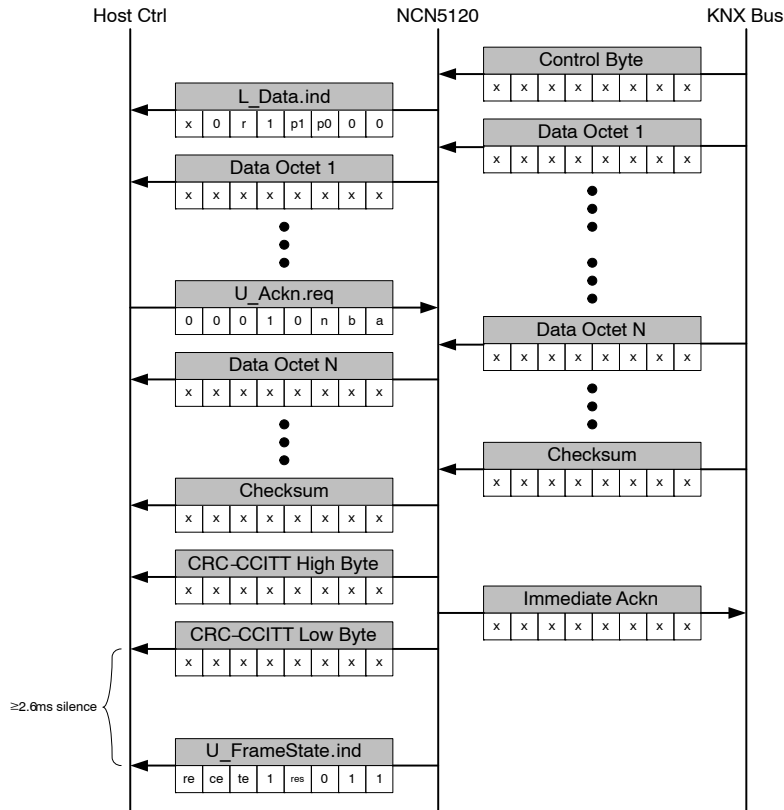 Host Ctrl NCN5120 KNX Bus
Control Byte
x x x x x x x x
L_Data.ind
x 0 r 1 p1 p0 0 0
Data Octet 1
x x x x x x x x
Data Octet 1
x x x x x x x x
U_Ackn.req
0 0 0 1 0 n b a
Data Octet N
x x x x x x x x
Data Octet N
x x x x x x x x
Checksum
x x x x x x x x
Checksum
x x x x x x x x
CRC-CCITT High Byte
x x x x x x x x
Immediate Ackn
x x x x x x x x
CRC-CCITT Low Byte
x x x x x x x x
≥2.6ms silence
U_FrameState.ind
re ce te 1 res 0 1 1